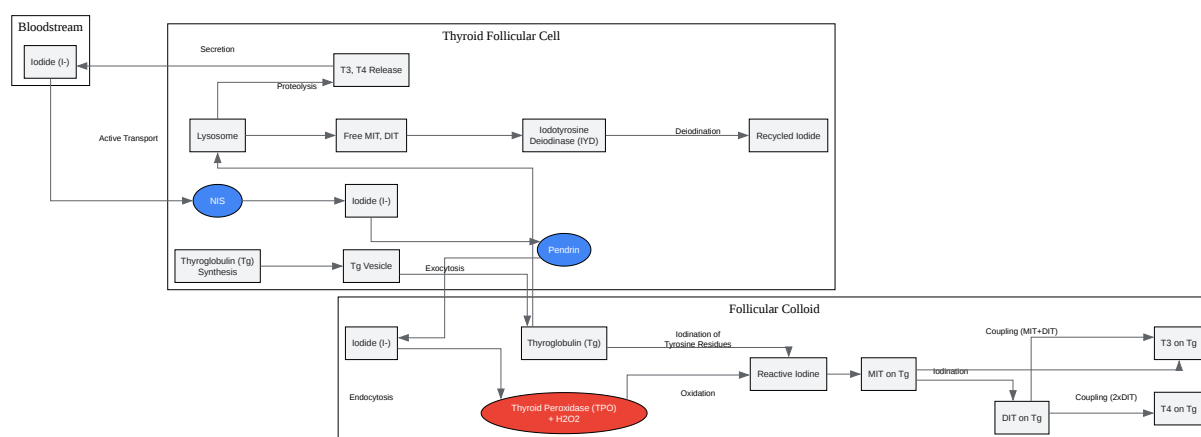 Bloodstream
Iodide (I-)
Thyroid Follicular Cell
Secretion
T3, T4 Release
Proteolysis
Active Transport
Lysosome
Free MIT, DIT
Iodotyrosine
Deiodinase (IYD)
Deiodination
Recycled Iodide
NIS
Iodide (I-)
Pendrin
Thyroglobulin (Tg)
Synthesis
Tg Vesicle
Exocytosis
Follicular Colloid
Iodide (I-)
Thyroglobulin (Tg)
Iodination of
Tyrosine Residues
Coupling (MIT+DIT)
T3 on Tg
Reactive Iodine
MIT on Tg
Iodination
Endocytosis
Thyroid Peroxidase (TPO)
+ H2O2
Oxidation
DIT on Tg
Coupling (2xDIT)
T4 on Tg